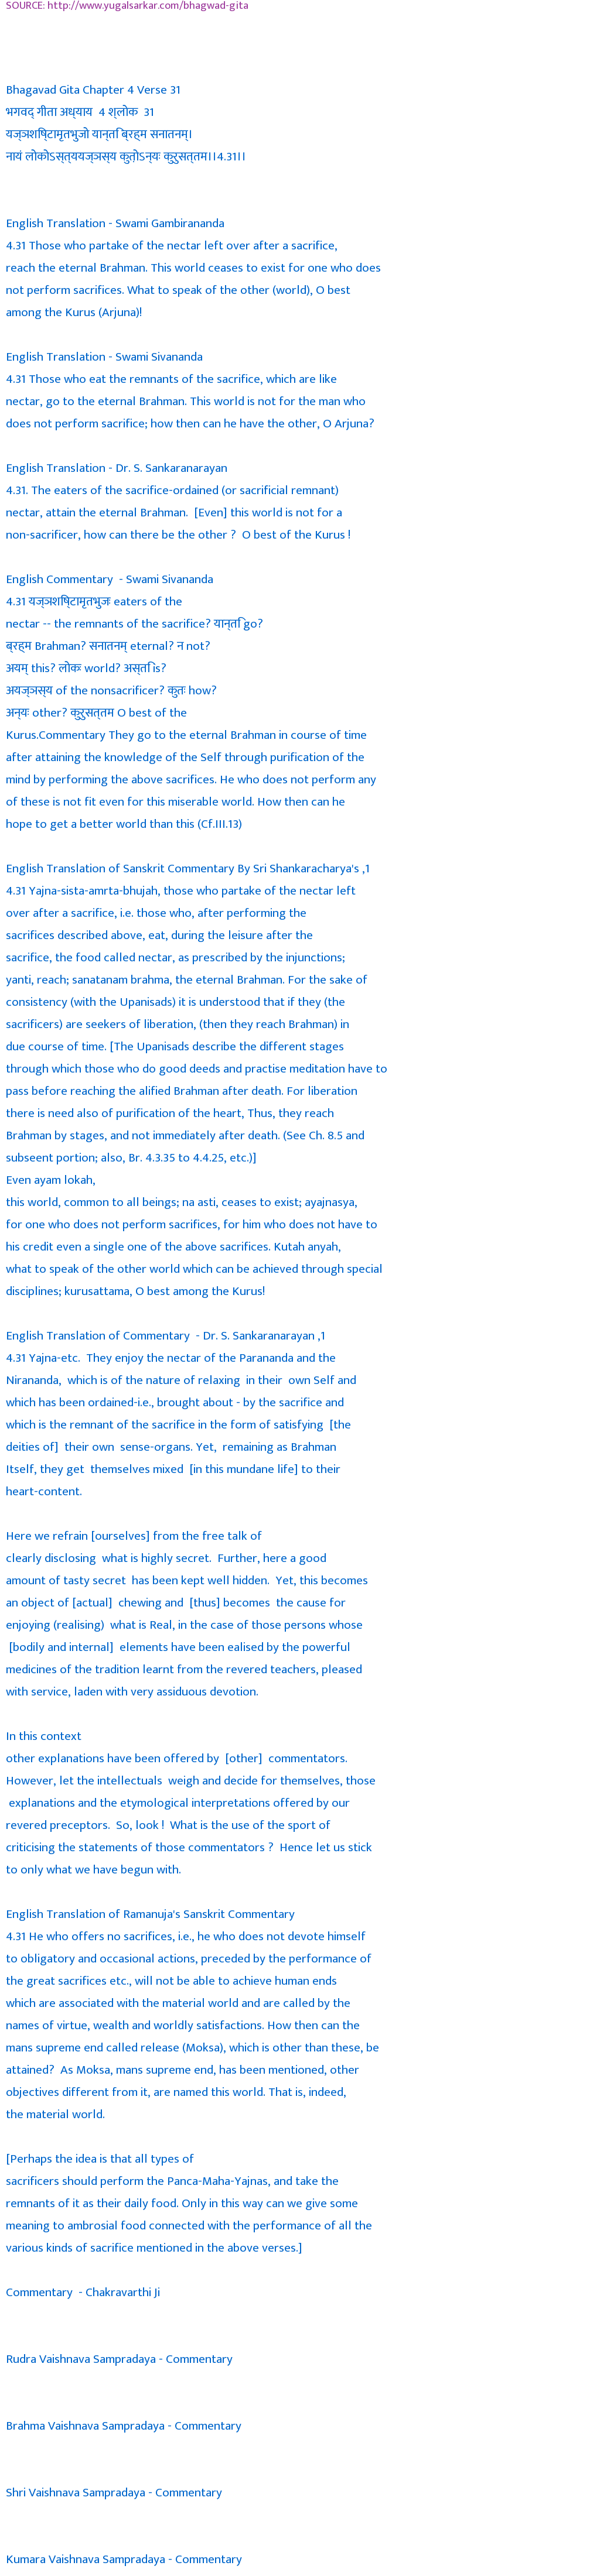 SOURCE: http://www.yugalsarkar.com/bhagwad-gita
Bhagavad Gita Chapter 4 Verse 31
भगवद् गीता अध्याय 4 श्लोक 31
यज्ञशिष्टामृतभुजो यान्ति ब्रह्म सनातनम्।
नायं लोकोऽस्त्ययज्ञस्य कुतो़ऽन्यः कुरुसत्तम।।4.31।।
English Translation - Swami Gambirananda
4.31 Those who partake of the nectar left over after a sacrifice,
reach the eternal Brahman. This world ceases to exist for one who does
not perform sacrifices. What to speak of the other (world), O best
among the Kurus (Arjuna)!
English Translation - Swami Sivananda
4.31 Those who eat the remnants of the sacrifice, which are like
nectar, go to the eternal Brahman. This world is not for the man who
does not perform sacrifice; how then can he have the other, O Arjuna?
English Translation - Dr. S. Sankaranarayan
4.31. The eaters of the sacrifice-ordained (or sacrificial remnant)
nectar, attain the eternal Brahman. [Even] this world is not for a
non-sacrificer, how can there be the other ? O best of the Kurus !
English Commentary - Swami Sivananda
4.31 यज्ञशिष्टामृतभुजः eaters of the
nectar -- the remnants of the sacrifice? यान्ति go?
ब्रह्म Brahman? सनातनम् eternal? न not?
अयम् this? लोकः world? अस्ति is?
अयज्ञस्य of the nonsacrificer? कुतः how?
अन्यः other? कुरुसत्तम O best of the
Kurus.Commentary They go to the eternal Brahman in course of time
after attaining the knowledge of the Self through purification of the
mind by performing the above sacrifices. He who does not perform any
of these is not fit even for this miserable world. How then can he
hope to get a better world than this (Cf.III.13)
English Translation of Sanskrit Commentary By Sri Shankaracharya's ,1
4.31 Yajna-sista-amrta-bhujah, those who partake of the nectar left
over after a sacrifice, i.e. those who, after performing the
sacrifices described above, eat, during the leisure after the
sacrifice, the food called nectar, as prescribed by the injunctions;
yanti, reach; sanatanam brahma, the eternal Brahman. For the sake of
consistency (with the Upanisads) it is understood that if they (the
sacrificers) are seekers of liberation, (then they reach Brahman) in
due course of time. [The Upanisads describe the different stages
through which those who do good deeds and practise meditation have to
pass before reaching the alified Brahman after death. For liberation
there is need also of purification of the heart, Thus, they reach
Brahman by stages, and not immediately after death. (See Ch. 8.5 and
subseent portion; also, Br. 4.3.35 to 4.4.25, etc.)]
Even ayam lokah,
this world, common to all beings; na asti, ceases to exist; ayajnasya,
for one who does not perform sacrifices, for him who does not have to
his credit even a single one of the above sacrifices. Kutah anyah,
what to speak of the other world which can be achieved through special
disciplines; kurusattama, O best among the Kurus!
English Translation of Commentary - Dr. S. Sankaranarayan ,1
4.31 Yajna-etc. They enjoy the nectar of the Parananda and the
Nirananda, which is of the nature of relaxing in their own Self and
which has been ordained-i.e., brought about - by the sacrifice and
which is the remnant of the sacrifice in the form of satisfying [the
deities of] their own sense-organs. Yet, remaining as Brahman
Itself, they get themselves mixed [in this mundane life] to their
heart-content.
Here we refrain [ourselves] from the free talk of
clearly disclosing what is highly secret. Further, here a good
amount of tasty secret has been kept well hidden. Yet, this becomes
an object of [actual] chewing and [thus] becomes the cause for
enjoying (realising) what is Real, in the case of those persons whose
[bodily and internal] elements have been ealised by the powerful
medicines of the tradition learnt from the revered teachers, pleased
with service, laden with very assiduous devotion.
In this context
other explanations have been offered by [other] commentators.
However, let the intellectuals weigh and decide for themselves, those
explanations and the etymological interpretations offered by our
revered preceptors. So, look ! What is the use of the sport of
criticising the statements of those commentators ? Hence let us stick
to only what we have begun with.
English Translation of Ramanuja's Sanskrit Commentary
4.31 He who offers no sacrifices, i.e., he who does not devote himself
to obligatory and occasional actions, preceded by the performance of
the great sacrifices etc., will not be able to achieve human ends
which are associated with the material world and are called by the
names of virtue, wealth and worldly satisfactions. How then can the
mans supreme end called release (Moksa), which is other than these, be
attained? As Moksa, mans supreme end, has been mentioned, other
objectives different from it, are named this world. That is, indeed,
the material world.
[Perhaps the idea is that all types of
sacrificers should perform the Panca-Maha-Yajnas, and take the
remnants of it as their daily food. Only in this way can we give some
meaning to ambrosial food connected with the performance of all the
various kinds of sacrifice mentioned in the above verses.]
Commentary - Chakravarthi Ji
Rudra Vaishnava Sampradaya - Commentary
Brahma Vaishnava Sampradaya - Commentary
Shri Vaishnava Sampradaya - Commentary
Kumara Vaishnava Sampradaya - Commentary